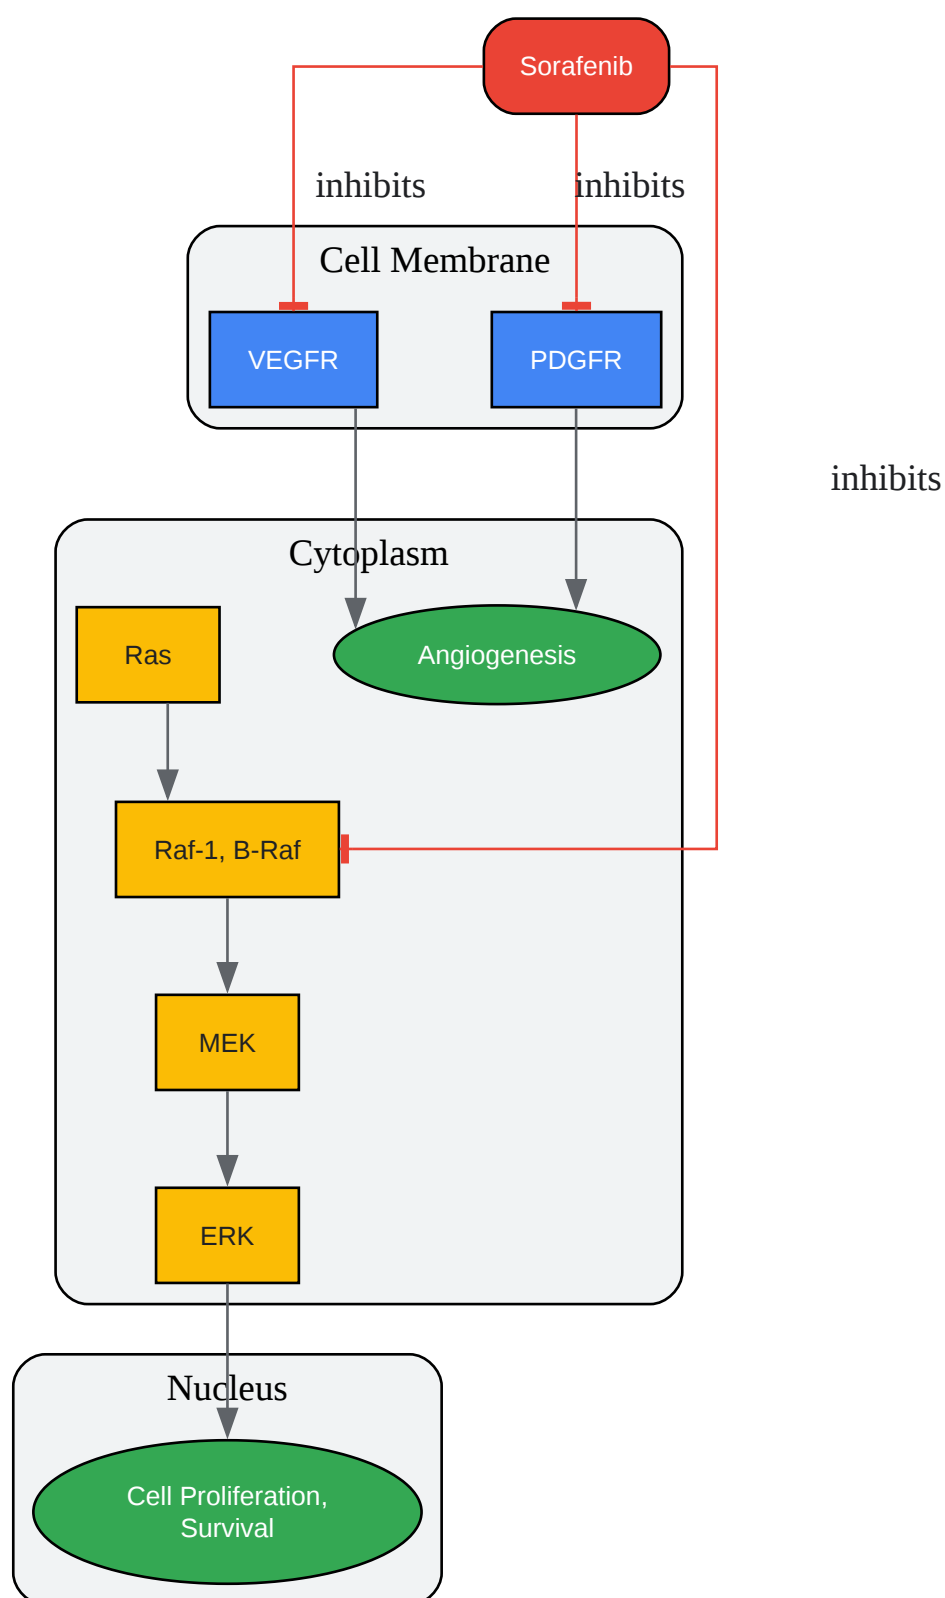 Sorafenib
inhibits
inhibits
Cell Membrane
VEGFR
PDGFR
inhibits
Cytoplasm
Ras
Angiogenesis
Raf-1, B-Raf
MEK
ERK
Nucleus
Cell Proliferation,
Survival